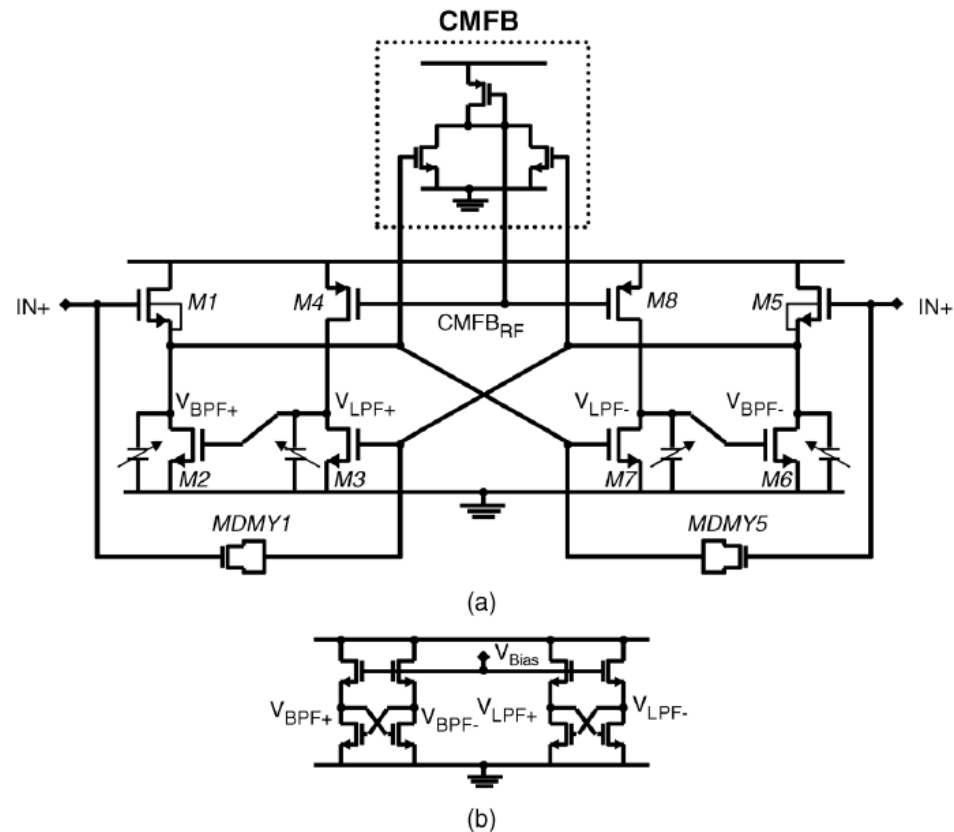 (a)
CMFB
IN+
M1
M4
CMFB_RF
M8
M5
IN+
V_BPF+
V_LPF+
V_LPF-
V_BPF-
M2
M3
M7
M6
MDMY1
MDMY5
(a)
V_Bias
V_BPF+
V_BPF-
V_LPF+
V_LPF-
(b)